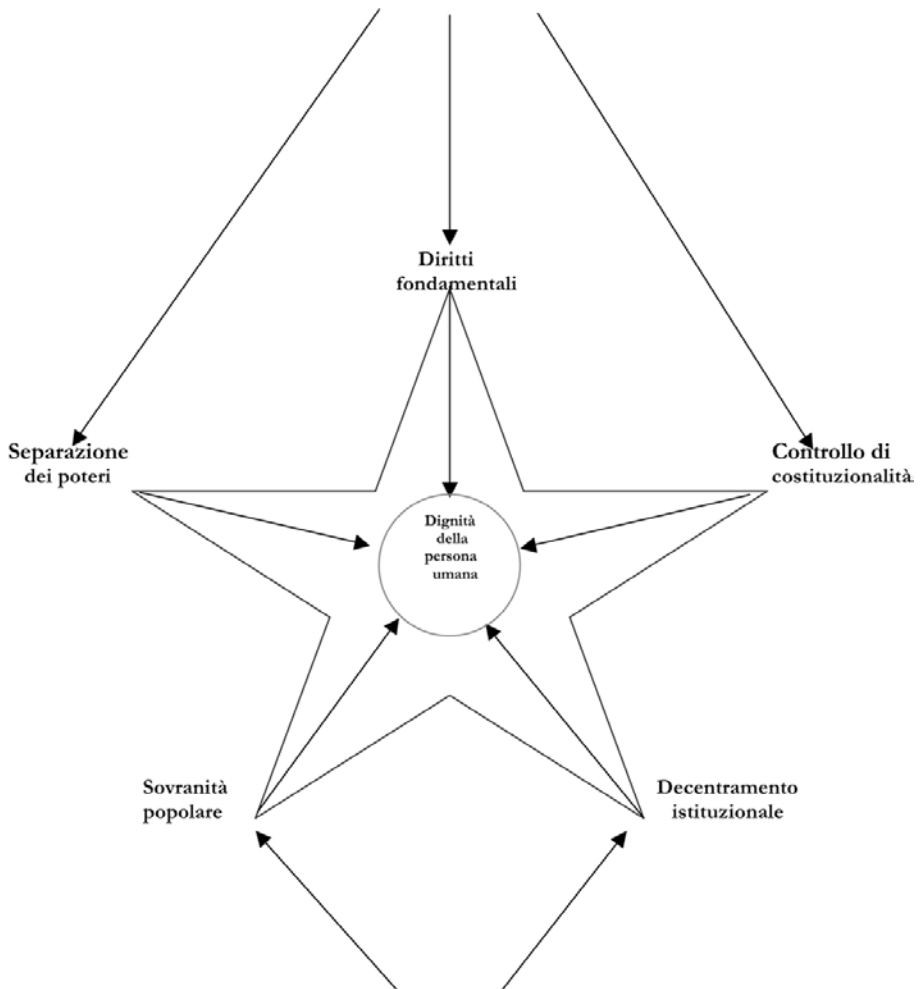 Diritti
fondamentali
Separazione
dei poteri
Controllo di
costituzionalità
Dignità
della
persona
umana
Sovranità
popolare
Decentramento
istituzionale